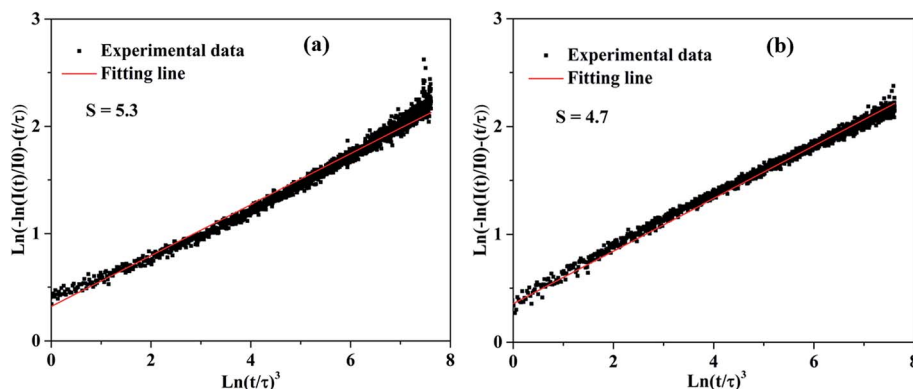 3
(a)
Experimental data
Fitting line
S = 5.3
2
1
0
0 2 4 6 8
Ln(t/τ)³
Ln(-ln(I(t)/I0)-(t/τ))
3
(b)
Experimental data
Fitting line
S = 4.7
2
1
0
0 2 4 6 8
Ln(t/τ)³
Ln(-ln(I(t)/I0)-(t/τ))